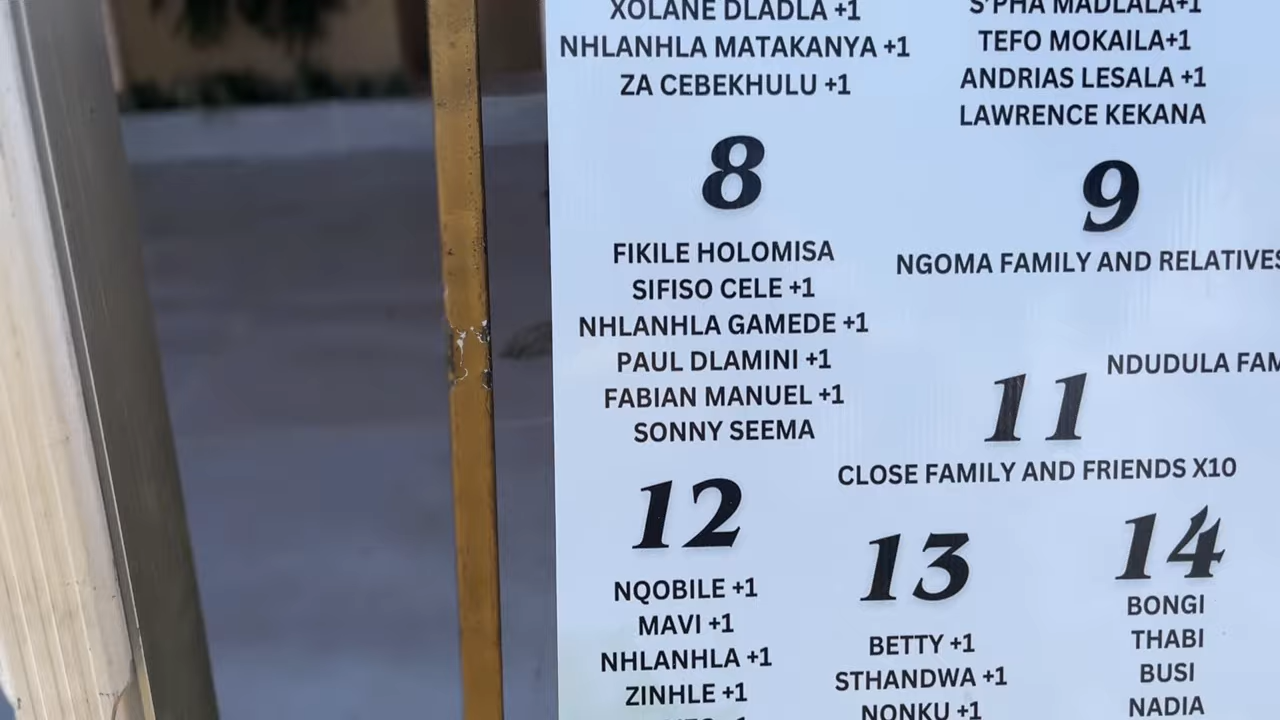 XOLANE DLADLA +1
NHLANHLA MATAKANYA +1
ZA CEBEKHULU +1
S'PHA MADLALA+1
TEFO MOKAILA+1
ANDRIAS LESALA +1
LAWRENCE KEKANA
8
FIKILE HOLOMISA
SIFISO CELE +1
NHLANHLA GAMEDE +1
PAUL DLAMINI +1
FABIAN MANUEL +1
SONNY SEEMA
9
NGOMA FAMILY AND RELATIVES
NDUDULA FAM
11
CLOSE FAMILY AND FRIENDS X10
12
NQOBILE +1
MAVI +1
NHLANHLA +1
ZINHLE +1
13
BETTY +1
STHANDWA +1
NONKU +1
14
BONGI
THABI
BUSI
NADIA